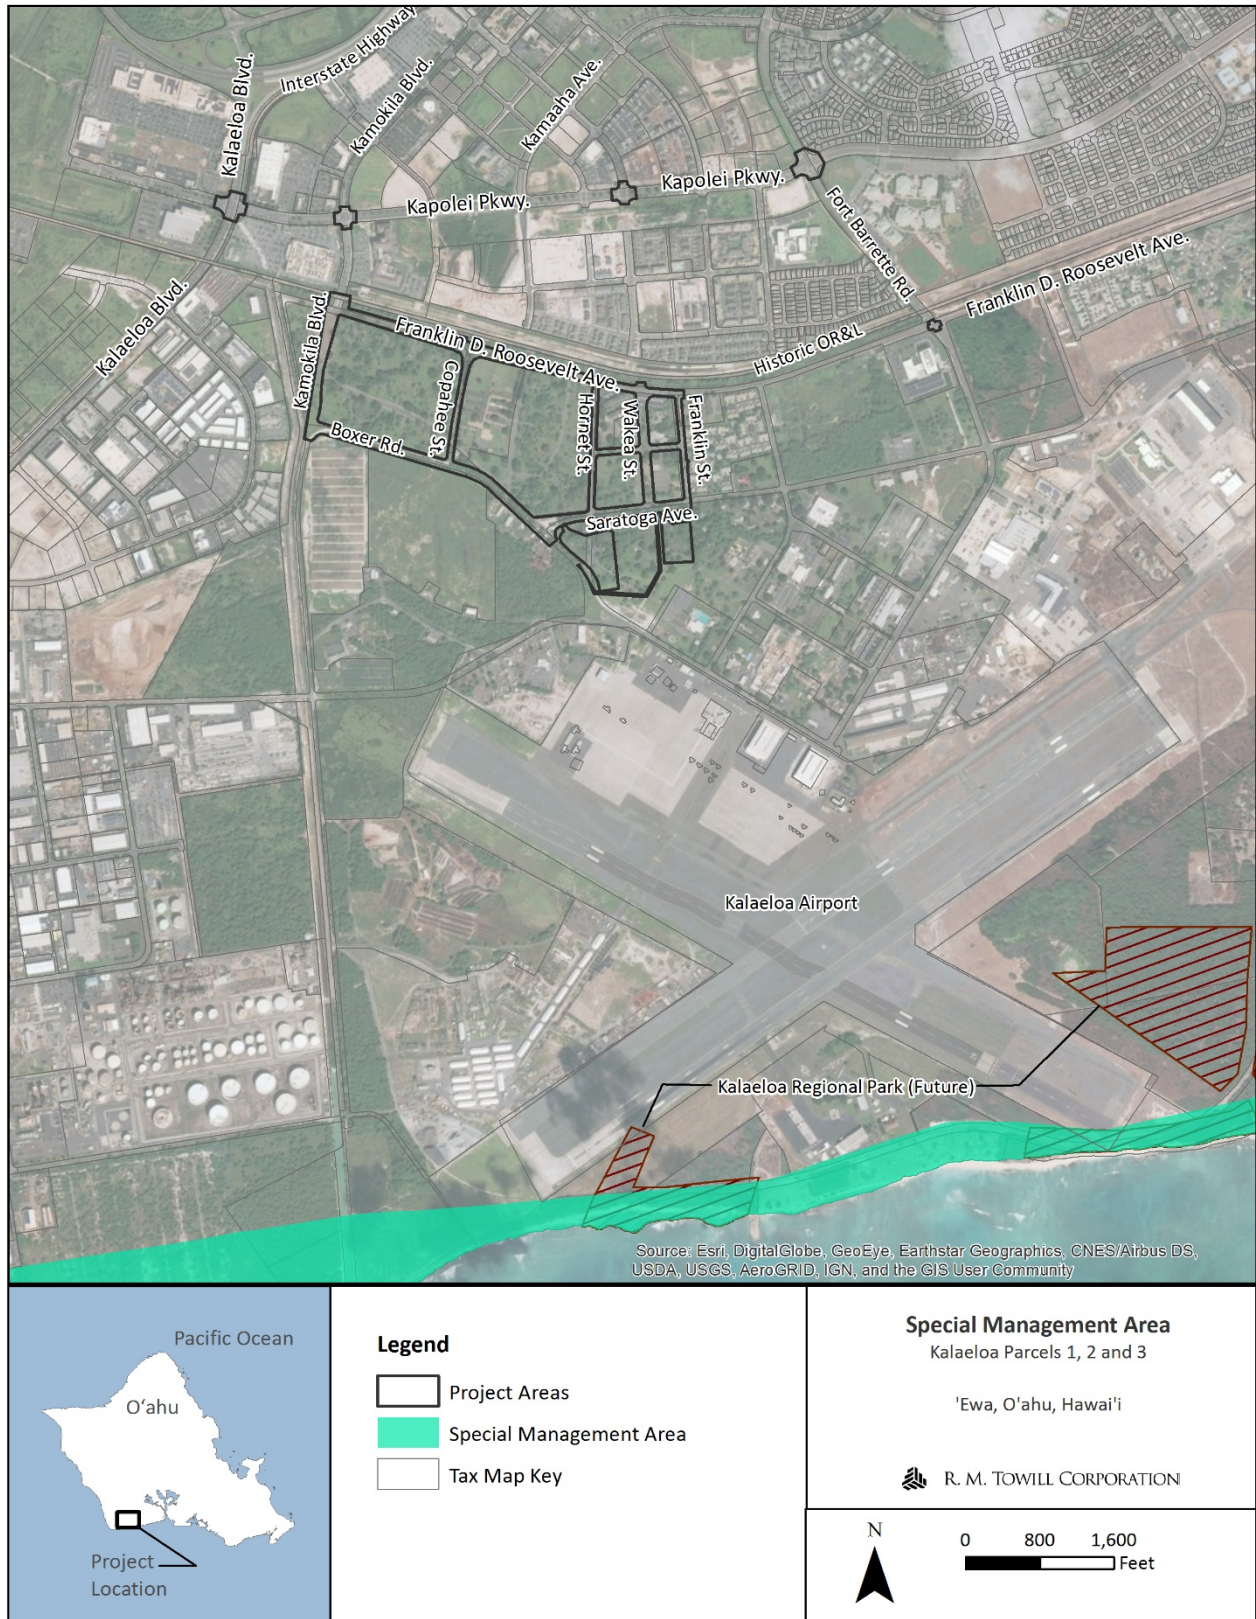 Interstate Highway
Kalaeloa Blvd.
Kamokila Blvd.
Kamaaha Ave.
Kapolei Pkwy.
Kapolei Pkwy.
Fort Barrette Rd.
Franklin D. Roosevelt Ave.
Kalaeloa Blvd.
Kamokila Blvd.
Franklin D. Roosevelt Ave.
Historic OR&L
Copahee St.
Hornet St.
Wakea St.
Franklin St.
Boxer Rd.
Saratoga Ave.
Kalaeloa Airport
Kalaeloa Regional Park (Future)
Source: Esri, DigitalGlobe, GeoEye, Earthstar Geographics, CNES/Airbus DS,
USDA, USGS, AeroGRID, IGN, and the GIS User Community
Pacific Ocean
Oʻahu
Project
Location
Legend
Project Areas
Special Management Area
Tax Map Key
Special Management Area
Kalaeloa Parcels 1, 2 and 3
'Ewa, O'ahu, Hawai'i
R. M. TOWILL CORPORATION
N
0 800 1,600
Feet